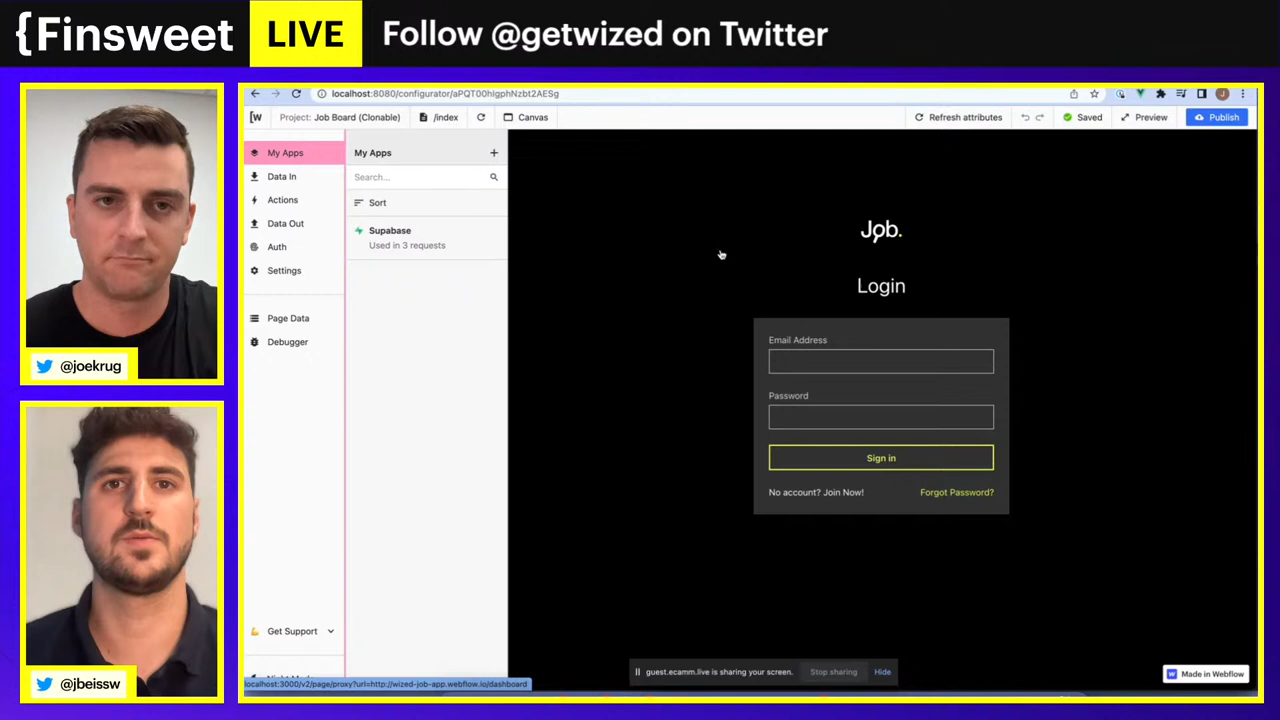 {Finsweet LIVE Follow @getwized on Twitter
localhost:8080/configurator/aPQT00hIgphNzbt2AESg
[W Project: Job Board (Clonable) /index Canvas Refresh attributes Saved Preview Publish
My Apps
Data In
Actions
Data Out
Auth
Settings
Page Data
Debugger
Get Support
My Apps +
Search...
Sort
Supabase
Used in 3 requests
Job.
Login
Email Address
Password
Sign in
No account? Join Now! Forgot Password?
guest.ecamm.live is sharing your screen. Stop sharing Hide
Made in Webflow
localhost:3000/v2/page/proxy?url=http://wized-job-app.webflow.io/dashboard
@joekrug
@jbeissw